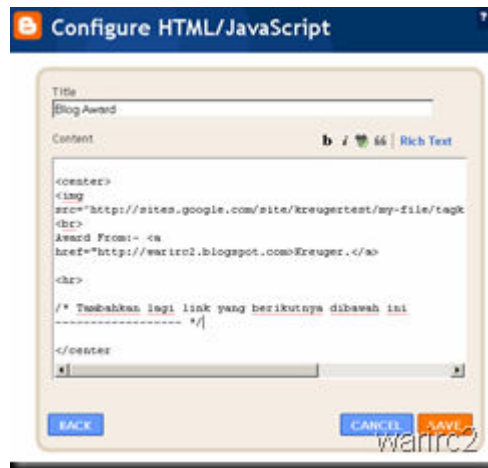 Configure HTML/JavaScript
?
Title
Blog Award
Content
b i “ Rich Text
<center>
<img
src="http://sites.google.com/site/kreugertest/my-file/tagk
<br>
Award From:- <a
href="http://warirc2.blogspot.com>Kreuger.</a>
<hr>
/* Tambahkan lagi link yang berikutnya dibawah ini
------------------ */
</center
BACK
CANCEL
SAVE
warirc2